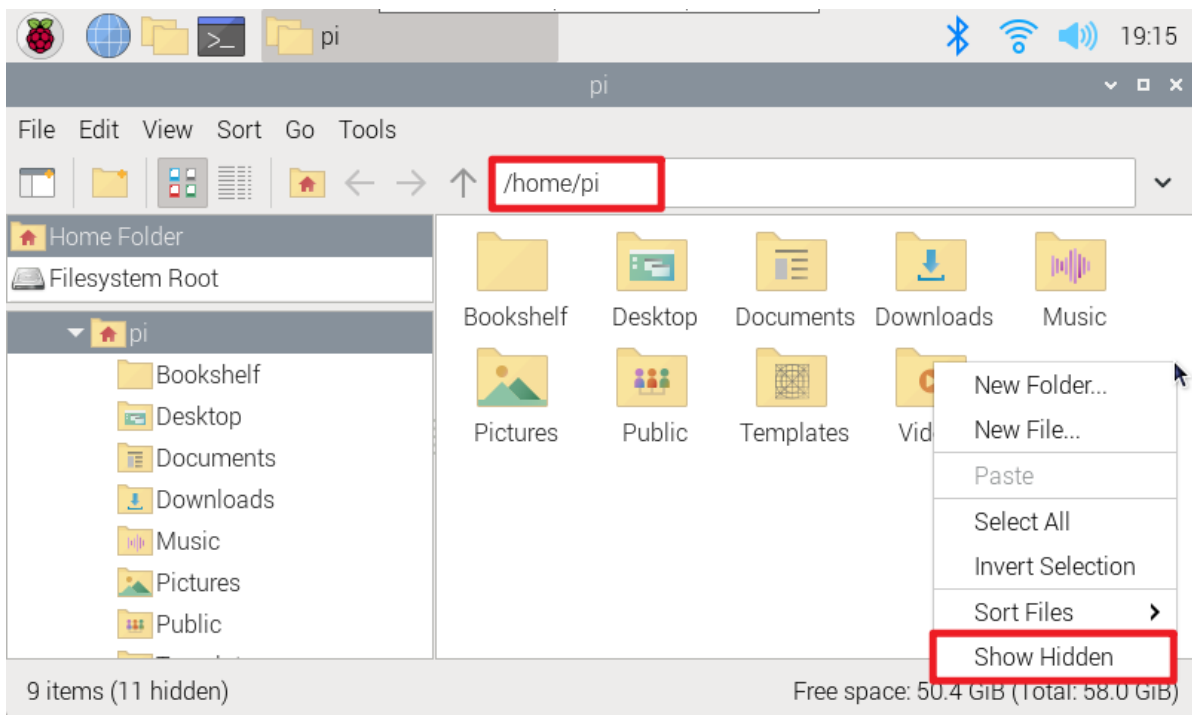 pi 19:15
pi
File Edit View Sort Go Tools
/home/pi
Home Folder
Filesystem Root
pi
Bookshelf
Desktop
Documents
Downloads
Music
Pictures
Public
Bookshelf Desktop Documents Downloads Music
Pictures Public Templates
New Folder...
New File...
Paste
Select All
Invert Selection
Sort Files
Show Hidden
9 items (11 hidden) Free space: 50.4 GiB (Total: 58.0 GiB)